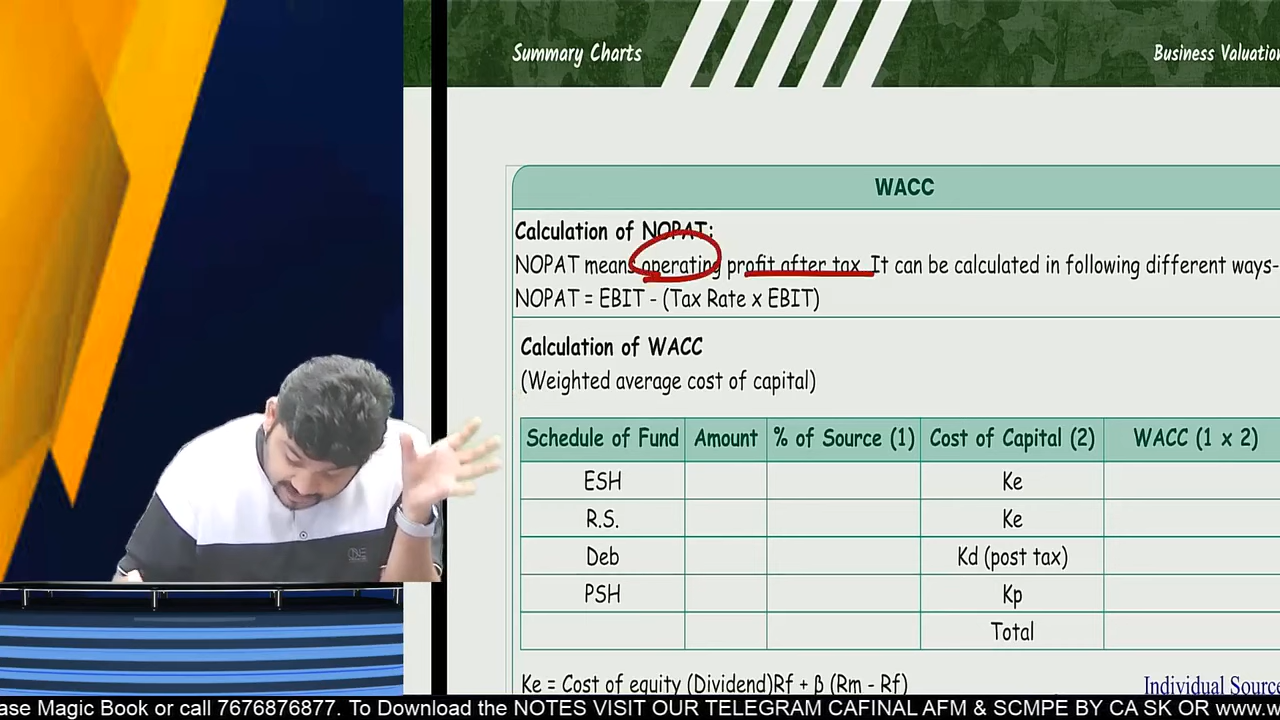 Summary Charts
Business Valuation
WACC
Calculation of NOPAT:
NOPAT means operating profit after tax. It can be calculated in following different ways-
NOPAT = EBIT - (Tax Rate x EBIT)
Calculation of WACC
(Weighted average cost of capital)
Schedule of Fund Amount % of Source (1) Cost of Capital (2) WACC (1 x 2)
ESH Ke
R.S. Ke
Deb Kd (post tax)
PSH Kp
Total
Ke = Cost of equity (Dividend)Rf + β (Rm - Rf)
Individual Source
Magic Book or call 7676876877. To Download the NOTES VISIT OUR TELEGRAM CAFINAL AFM & SCMPE BY CA SK OR